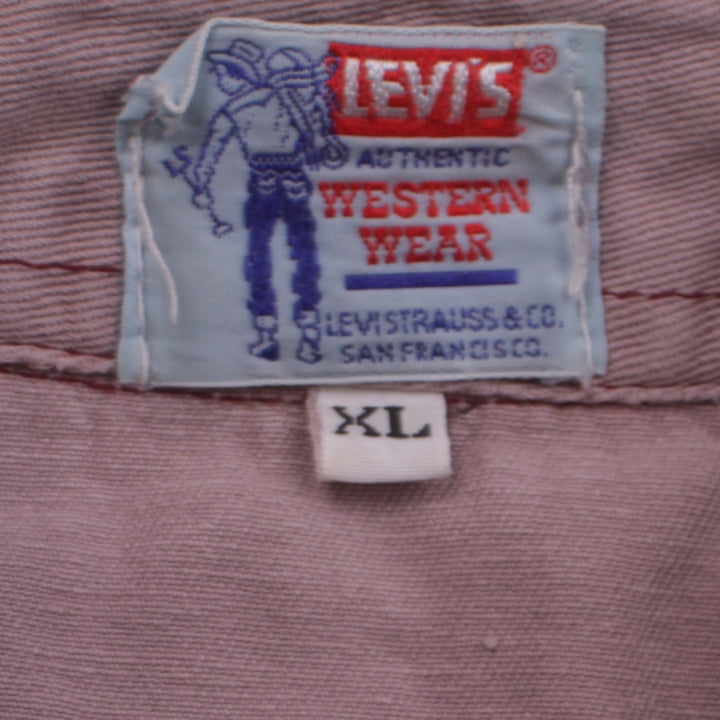 LEVI'S ®
AUTHENTIC
WESTERN
WEAR
LEVI STRAUSS & CO.
SAN FRANCISCO.
XL